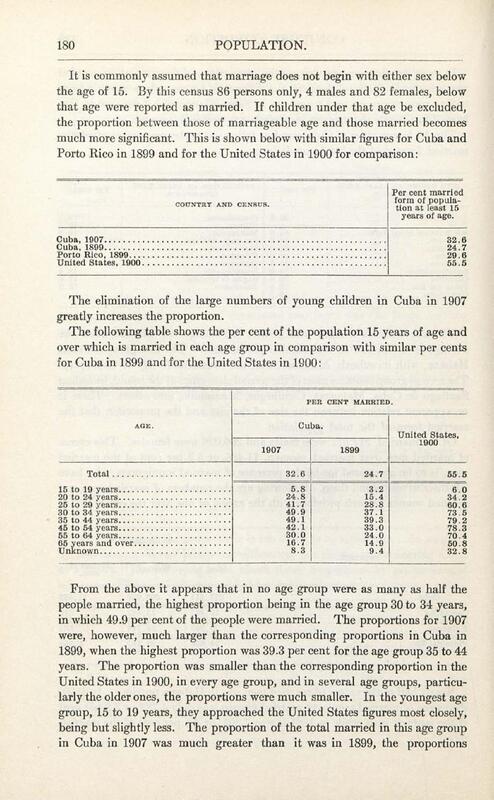 180 POPULATION.
It is commonly assumed that marriage does not begin with either sex below
the age of 15. By this census 86 persons only, 4 males and 82 females, below
that age were reported as married. If children under that age be excluded,
the proportion between those of marriageable age and those married becomes
much more significant. This is shown below with similar figures for Cuba and
Porto Rico in 1899 and for the United States in 1900 for comparison:
COUNTRY AND CENSUS.
Per cent married
form of popula-
tion at least 15
years of age.
Cuba, 1907 32.6
Cuba, 1899 24.7
Porto Rico, 1899 29.6
United States, 1900 55.5
The elimination of the large numbers of young children in Cuba in 1907
greatly increases the proportion.
The following table shows the per cent of the population 15 years of age and
over which is married in each age group in comparison with similar per cents
for Cuba in 1899 and for the United States in 1900:
AGE.
PER CENT MARRIED.
Cuba.
United States,
1900
1907 1899
Total 32.6 24.7 55.5
15 to 19 years 5.8 3.2 6.0
20 to 24 years 24.8 15.4 34.2
25 to 29 years 41.7 28.8 60.6
30 to 34 years 49.9 37.1 73.5
35 to 44 years 49.1 39.3 79.2
45 to 54 years 42.1 33.0 78.3
55 to 64 years 30.0 24.0 70.4
65 years and over 16.7 14.9 50.8
Unknown 8.3 9.4 32.8
From the above it appears that in no age group were as many as half the
people married, the highest proportion being in the age group 30 to 34 years,
in which 49.9 per cent of the people were married. The proportions for 1907
were, however, much larger than the corresponding proportions in Cuba in
1899, when the highest proportion was 39.3 per cent for the age group 35 to 44
years. The proportion was smaller than the corresponding proportion in the
United States in 1900, in every age group, and in several age groups, particu-
larly the older ones, the proportions were much smaller. In the youngest age
group, 15 to 19 years, they approached the United States figures most closely,
being but slightly less. The proportion of the total married in this age group
in Cuba in 1907 was much greater than it was in 1899, the proportions